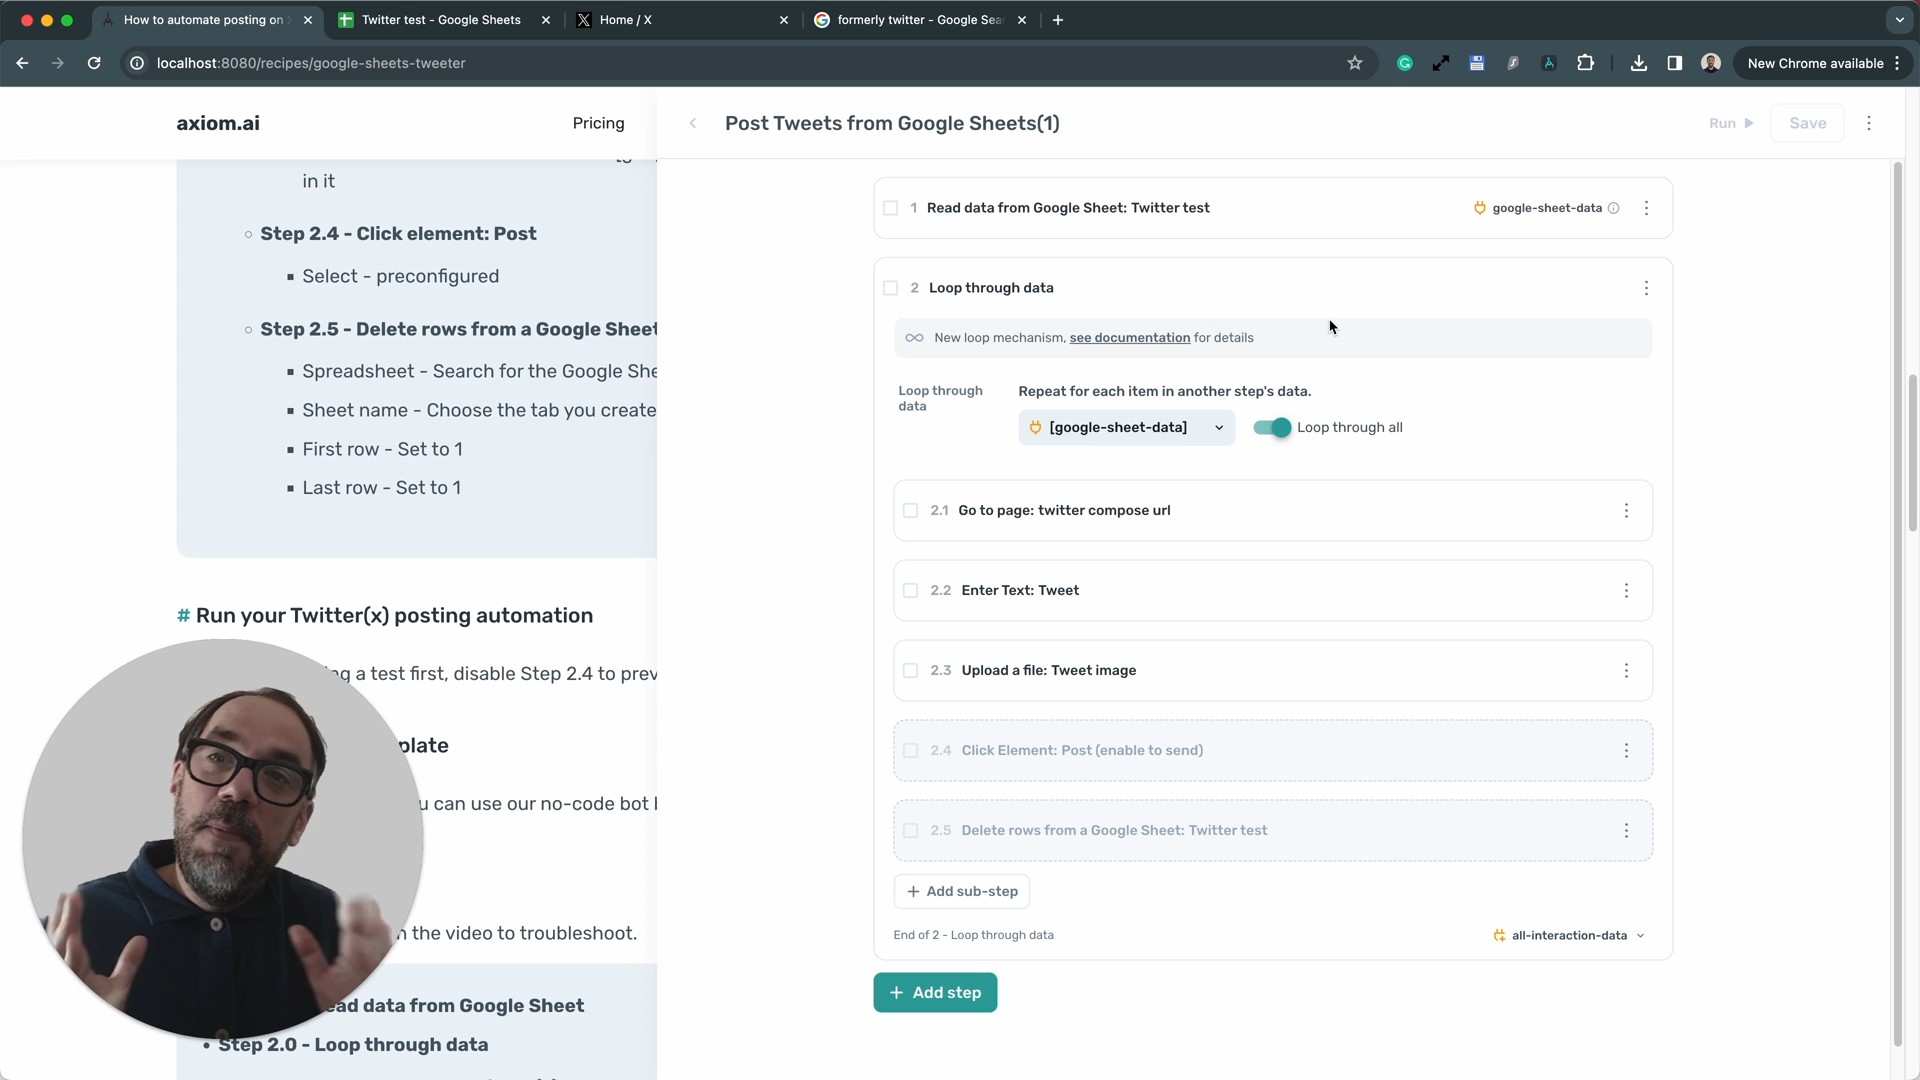 How to automate posting on
Twitter test - Google Sheets
Home / X
formerly twitter - Google Sea
localhost:8080/recipes/google-sheets-tweeter
New Chrome available
axiom.ai
Pricing
in it
Step 2.4 - Click element: Post
Select - preconfigured
Step 2.5 - Delete rows from a Google Sheet
Spreadsheet - Search for the Google She
Sheet name - Choose the tab you create
First row - Set to 1
Last row - Set to 1
# Run your Twitter(x) posting automation
g a test first, disable Step 2.4 to prev
plate
u can use our no-code bot b
n the video to troubleshoot.
ead data from Google Sheet
Step 2.0 - Loop through data
Post Tweets from Google Sheets(1)
Run
Save
1 Read data from Google Sheet: Twitter test
google-sheet-data
2 Loop through data
New loop mechanism, see documentation for details
Loop through data
Repeat for each item in another step's data.
[google-sheet-data]
Loop through all
2.1 Go to page: twitter compose url
2.2 Enter Text: Tweet
2.3 Upload a file: Tweet image
2.4 Click Element: Post (enable to send)
2.5 Delete rows from a Google Sheet: Twitter test
+ Add sub-step
End of 2 - Loop through data
all-interaction-data
+ Add step